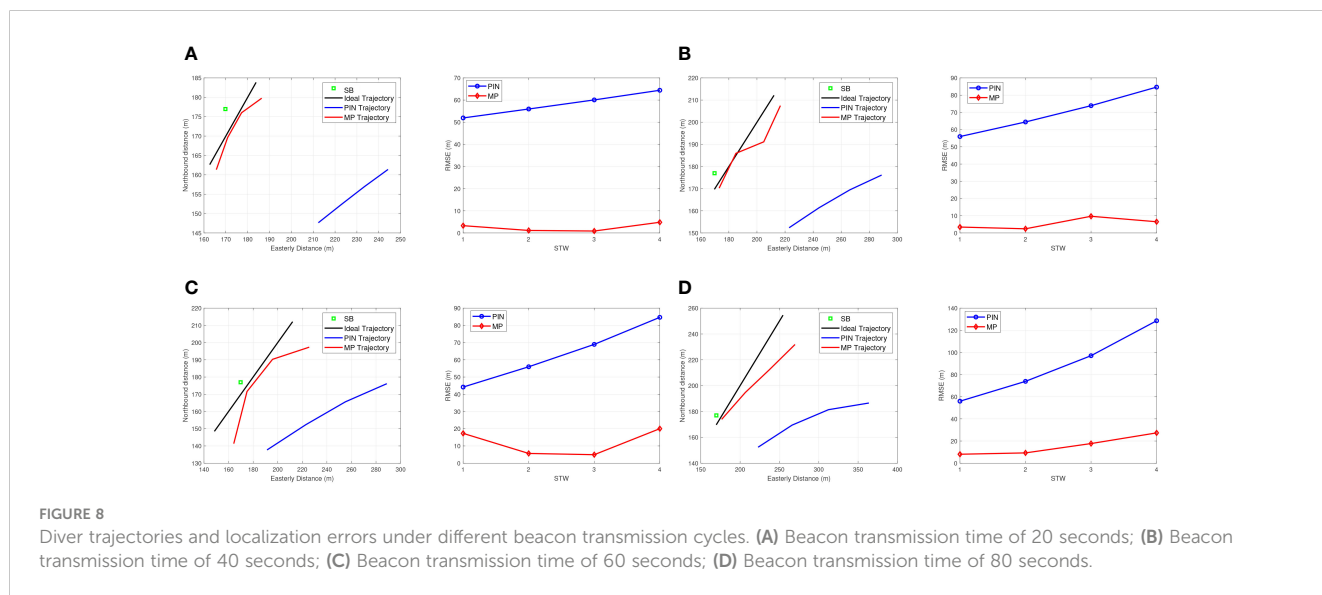 A
B
185
180
175
170
165
160
155
150
145
160 170 180 190 200 210 220 230 240 250
Northbound distance (m)
Easterly Distance (m)
SB
Ideal Trajectory
PIN Trajectory
MP Trajectory
70
60
50
40
30
20
10
0
1 2 3 4
RMSE (m)
STW
PIN
MP
220
210
200
190
180
170
160
150
160 180 200 220 240 260 280 300
Northbound distance (m)
Easterly Distance (m)
SB
Ideal Trajectory
PIN Trajectory
MP Trajectory
90
80
70
60
50
40
30
20
10
0
1 2 3 4
RMSE (m)
STW
PIN
MP
C
D
220
210
200
190
180
170
160
150
140
130
140 160 180 200 220 240 260 280 300
Northbound distance (m)
Easterly Distance (m)
SB
Ideal Trajectory
PIN Trajectory
MP Trajectory
90
80
70
60
50
40
30
20
10
0
1 2 3 4
RMSE (m)
STW
PIN
MP
260
240
220
200
180
160
140
150 200 250 300 350 400
Northbound distance (m)
Easterly Distance (m)
SB
Ideal Trajectory
PIN Trajectory
MP Trajectory
140
120
100
80
60
40
20
0
1 2 3 4
RMSE (m)
STW
PIN
MP
FIGURE 8
Diver trajectories and localization errors under different beacon transmission cycles. (A) Beacon transmission time of 20 seconds; (B) Beacon
transmission time of 40 seconds; (C) Beacon transmission time of 60 seconds; (D) Beacon transmission time of 80 seconds.